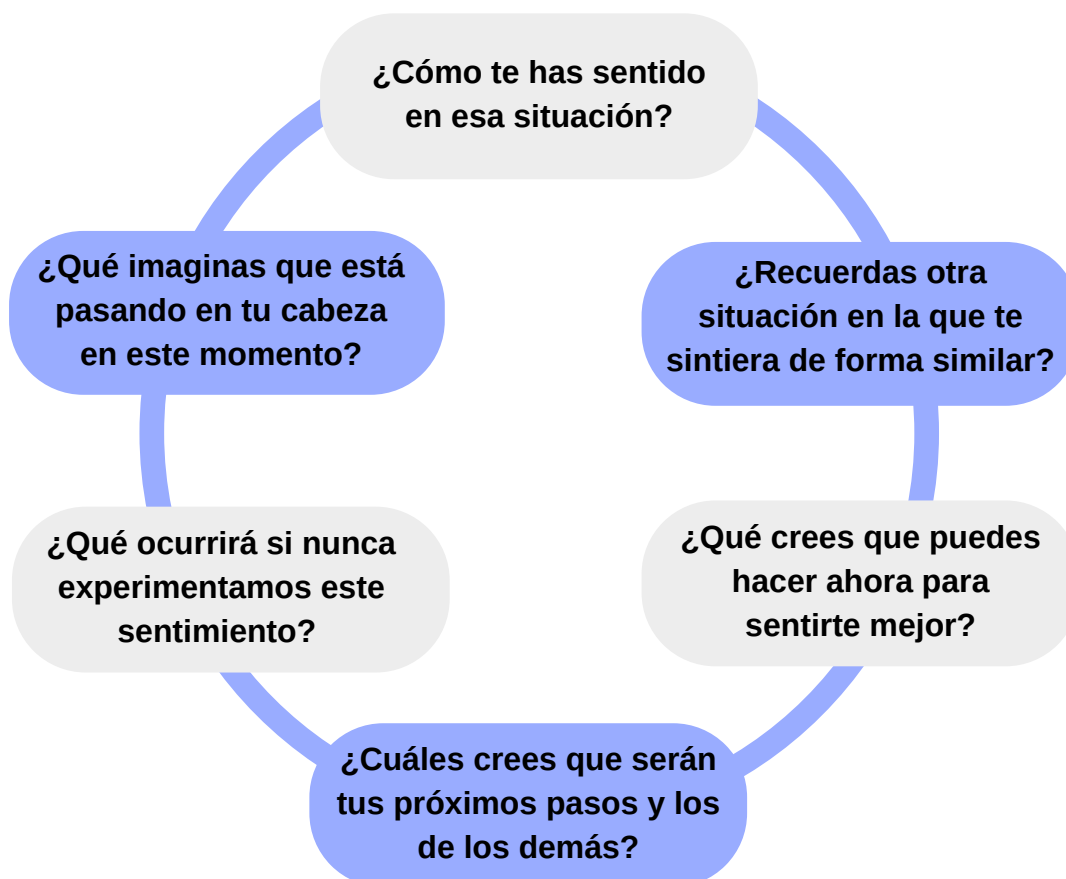 ¿Cómo te has sentido
en esa situación?
¿Recuerdas otra
situación en la que te
sintiera de forma similar?
¿Qué crees que puedes
hacer ahora para
sentirte mejor?
¿Cuáles crees que serán
tus próximos pasos y los
de los demás?
¿Qué ocurrirá si nunca
experimentamos este
sentimiento?
¿Qué imaginas que está
pasando en tu cabeza
en este momento?